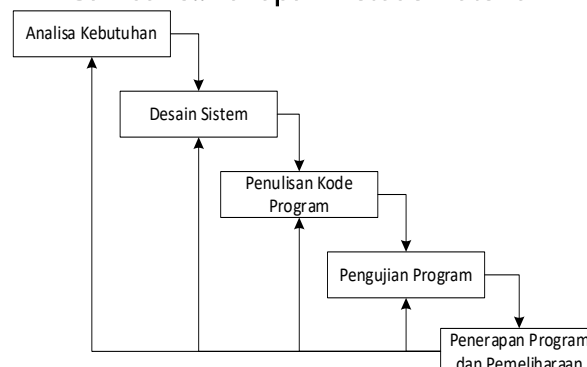 Analisa Kebutuhan
Desain Sistem
Penulisan Kode
Program
Pengujian Program
Penerapan Program
dan Pemeliharaan